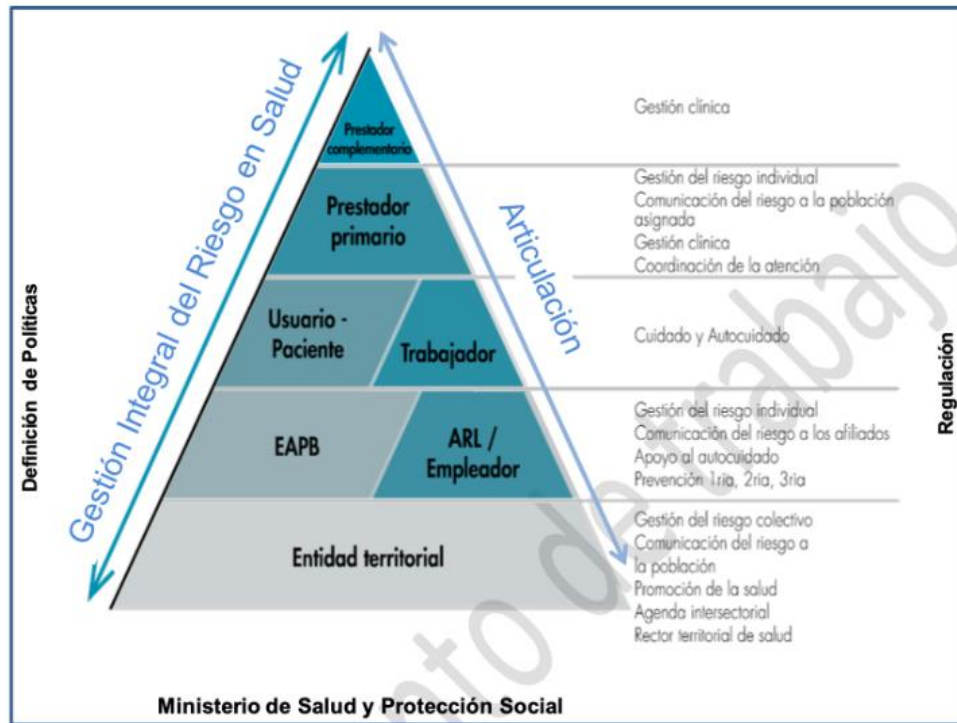 Gestión Integral del Riesgo en Salud
Articulación
Definición de Políticas
Regulación
Prestador
complementario
Gestión clínica
Prestador
primario
Gestión del riesgo individual
Comunicación del riesgo a la población
asignada
Gestión clínica
Coordinación de la atención
Usuario -
Paciente
Trabajador
Cuidado y Autocuidado
EAPB
ARL /
Empleador
Gestión del riesgo individual
Comunicación del riesgo a los afiliados
Apoyo al autocuidado
Prevención 1ria, 2ria, 3ria
Entidad territorial
Gestión del riesgo colectivo
Comunicación del riesgo a
la población
Promoción de la salud
Agenda intersectorial
Rector territorial de salud
nto de trabajo
Ministerio de Salud y Protección Social